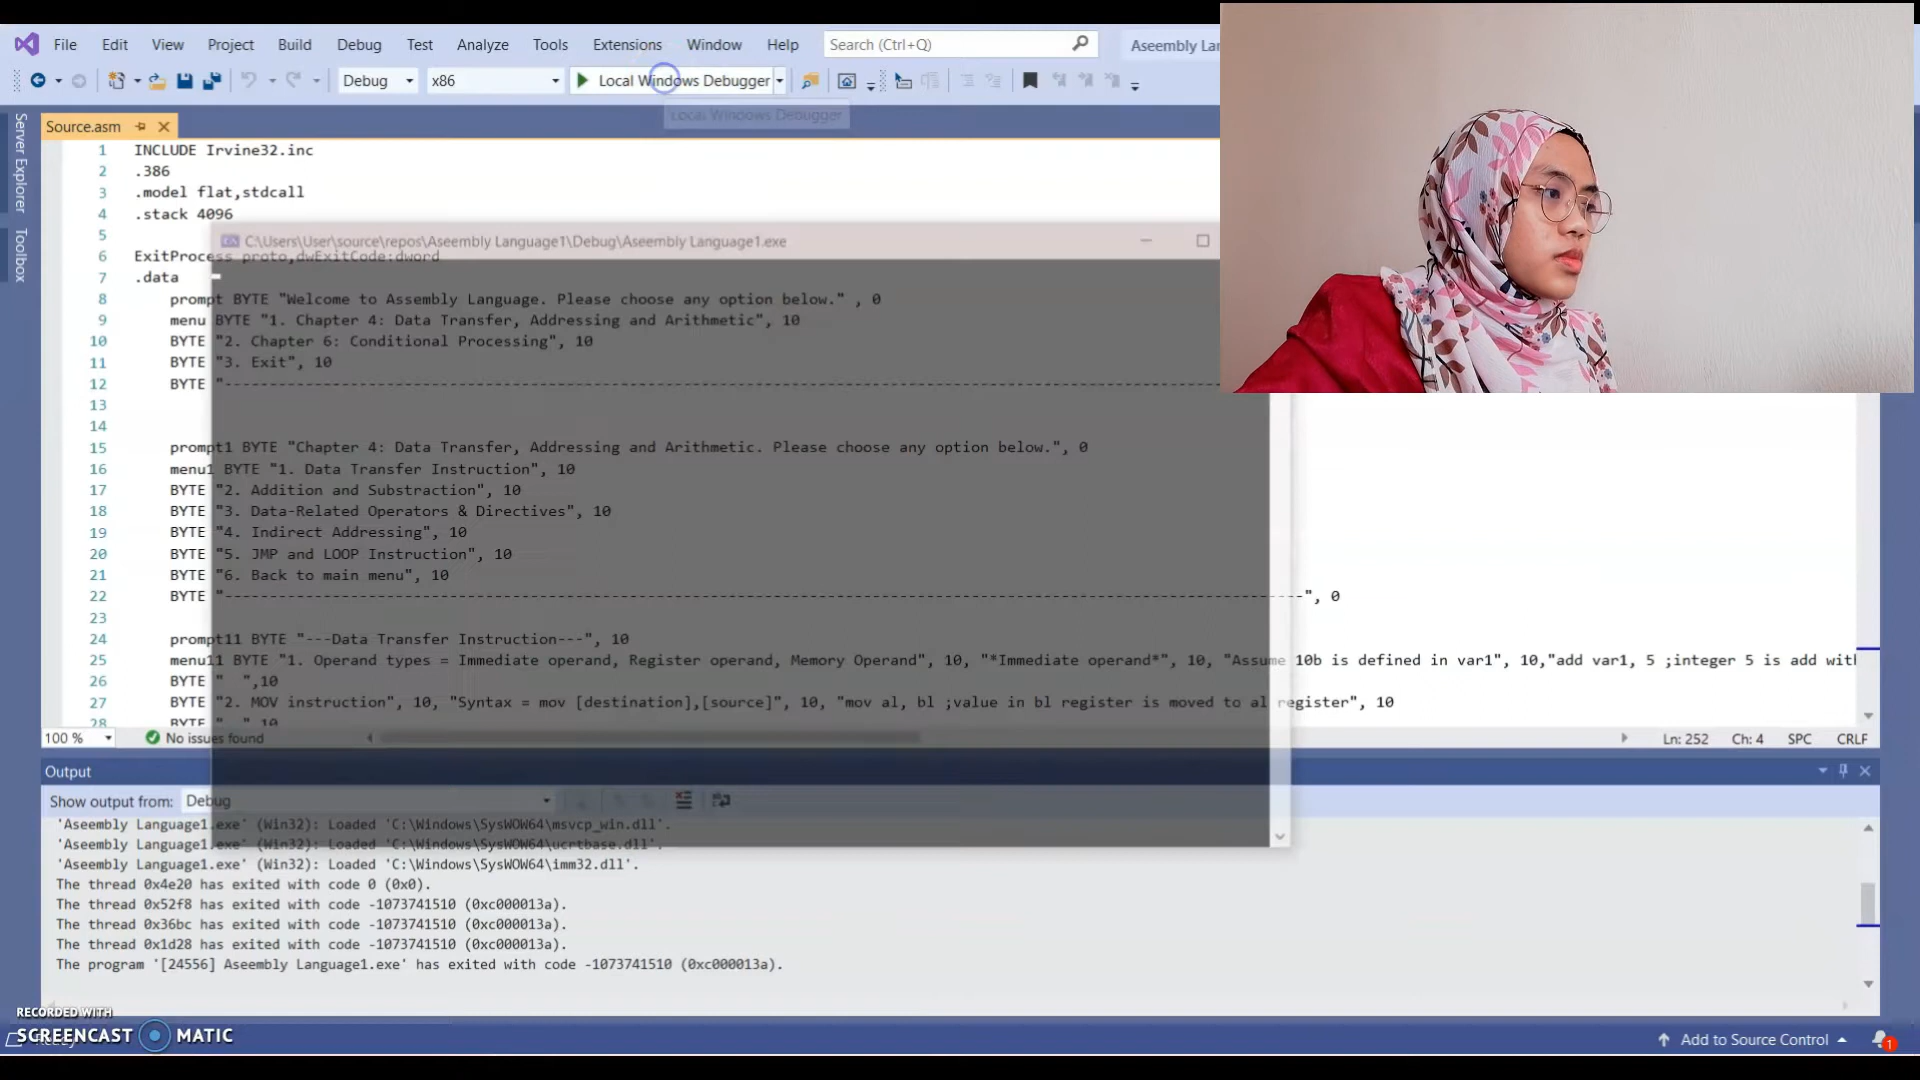 File Edit View Project Build Debug Test Analyze Tools Extensions Window Help Search (Ctrl+Q) Aseembly Lan
Debug x86 Local Windows Debugger
Local Windows Debugger
Server Explorer
Toolbox
Source.asm
1 INCLUDE Irvine32.inc
2 .386
3 .model flat,stdcall
4 .stack 4096
5
C:\Users\User\source\repos\Aseembly Language1\Debug\Aseembly Language1.exe
6 ExitProcess proto,dwExitCode:dword
7 .data
8 prompt BYTE "Welcome to Assembly Language. Please choose any option below." , 0
9 menu BYTE "1. Chapter 4: Data Transfer, Addressing and Arithmetic", 10
10 BYTE "2. Chapter 6: Conditional Processing", 10
11 BYTE "3. Exit", 10
12 BYTE "------------------------------------------------------------------------------------------------------------------------
13
14
15 prompt1 BYTE "Chapter 4: Data Transfer, Addressing and Arithmetic. Please choose any option below.", 0
16 menu1 BYTE "1. Data Transfer Instruction", 10
17 BYTE "2. Addition and Substraction", 10
18 BYTE "3. Data-Related Operators & Directives", 10
19 BYTE "4. Indirect Addressing", 10
20 BYTE "5. JMP and LOOP Instruction", 10
21 BYTE "6. Back to main menu", 10
22 BYTE "------------------------------------------------------------------------------------------------------------------------", 0
23
24 prompt11 BYTE "---Data Transfer Instruction---", 10
25 menu11 BYTE "1. Operand types = Immediate operand, Register operand, Memory Operand", 10, "*Immediate operand*", 10, "Assume 10b is defined in var1", 10,"add var1, 5 ;integer 5 is add with
26 BYTE "  ",10
27 BYTE "2. MOV instruction", 10, "Syntax = mov [destination],[source]", 10, "mov al, bl ;value in bl register is moved to al register", 10
28 BYTE "  ",10
100 % No issues found Ln: 252 Ch: 4 SPC CRLF
Output
Show output from: Debug
'Aseembly Language1.exe' (Win32): Loaded 'C:\Windows\SysWOW64\msvcp_win.dll'.
'Aseembly Language1.exe' (Win32): Loaded 'C:\Windows\SysWOW64\ucrtbase.dll'.
'Aseembly Language1.exe' (Win32): Loaded 'C:\Windows\SysWOW64\imm32.dll'.
The thread 0x4e20 has exited with code 0 (0x0).
The thread 0x52f8 has exited with code -1073741510 (0xc000013a).
The thread 0x36bc has exited with code -1073741510 (0xc000013a).
The thread 0x1d28 has exited with code -1073741510 (0xc000013a).
The program '[24556] Aseembly Language1.exe' has exited with code -1073741510 (0xc000013a).
RECORDED WITH
SCREENCAST MATIC
Add to Source Control 1